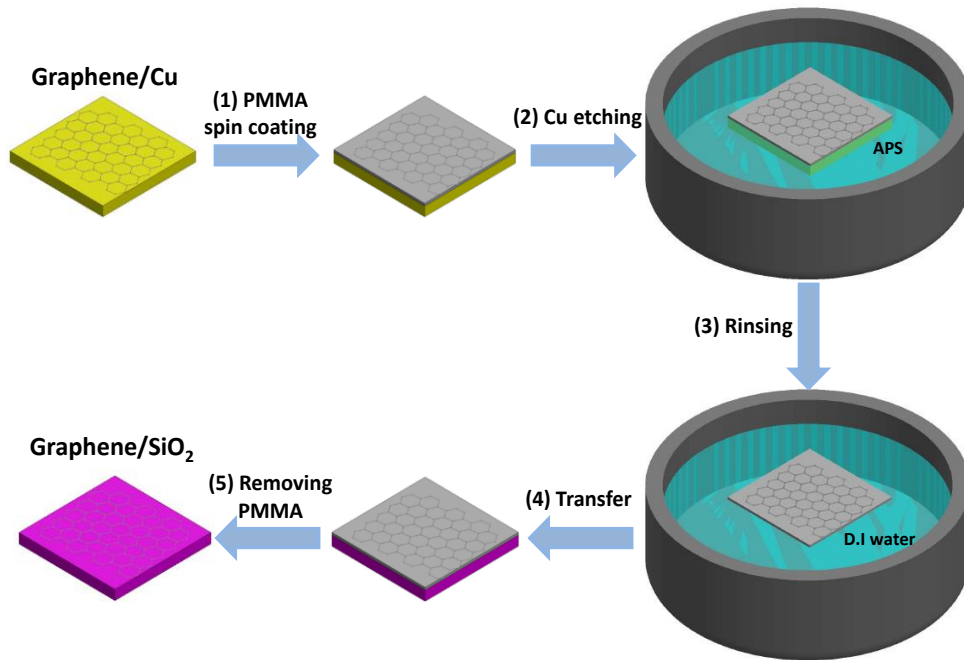 Graphene/Cu
(1) PMMA
spin coating
(2) Cu etching
APS
(3) Rinsing
Graphene/SiO₂
(5) Removing
PMMA
(4) Transfer
D.I water